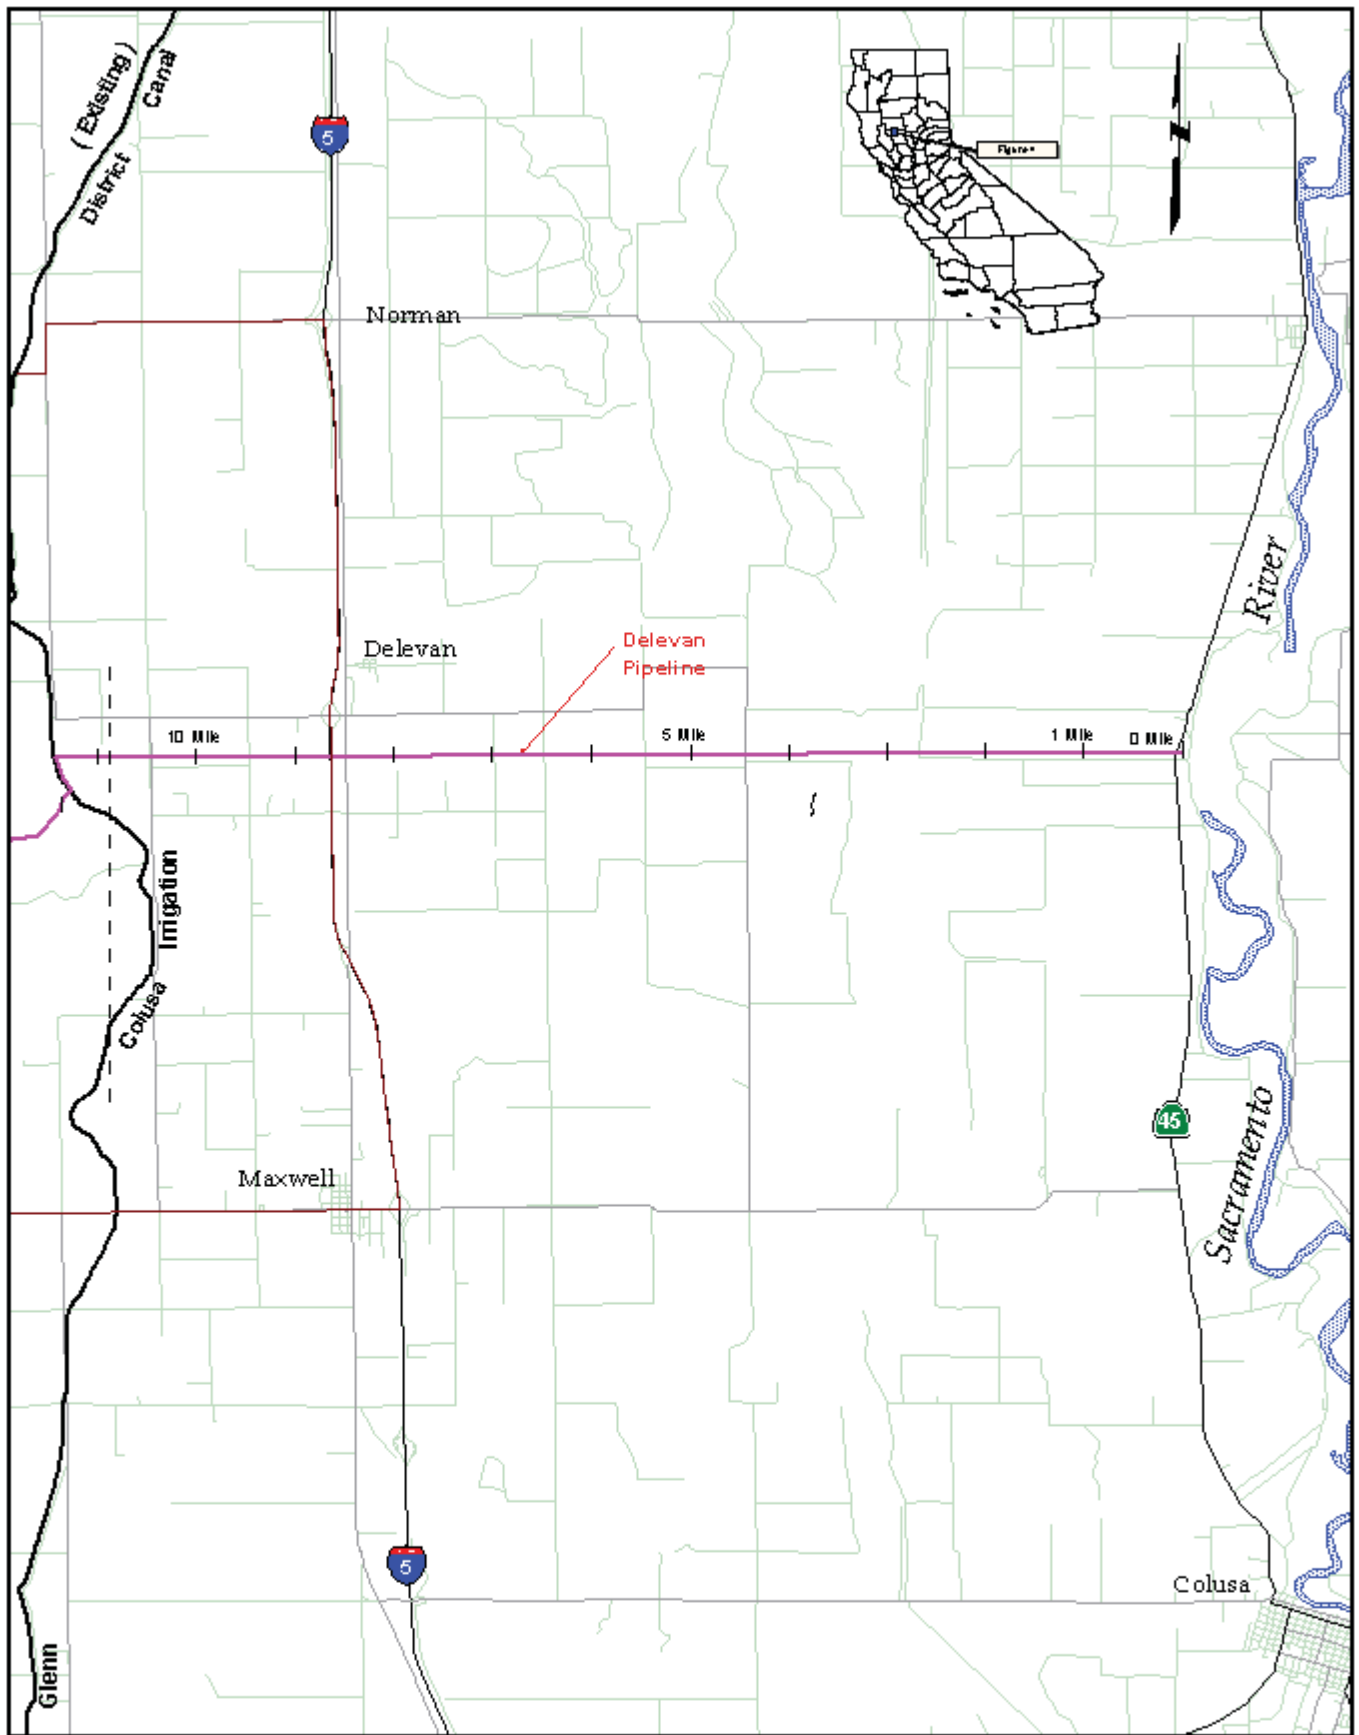 ( Existing )
Canal
District
5
N
Norman
River
Delevan
Delevan
Pipeline
10 Mile
5 Mile
1 Mile
0 Mile
Irrigation
Colusa
45
Sacramento
Maxwell
5
Colusa
Glenn